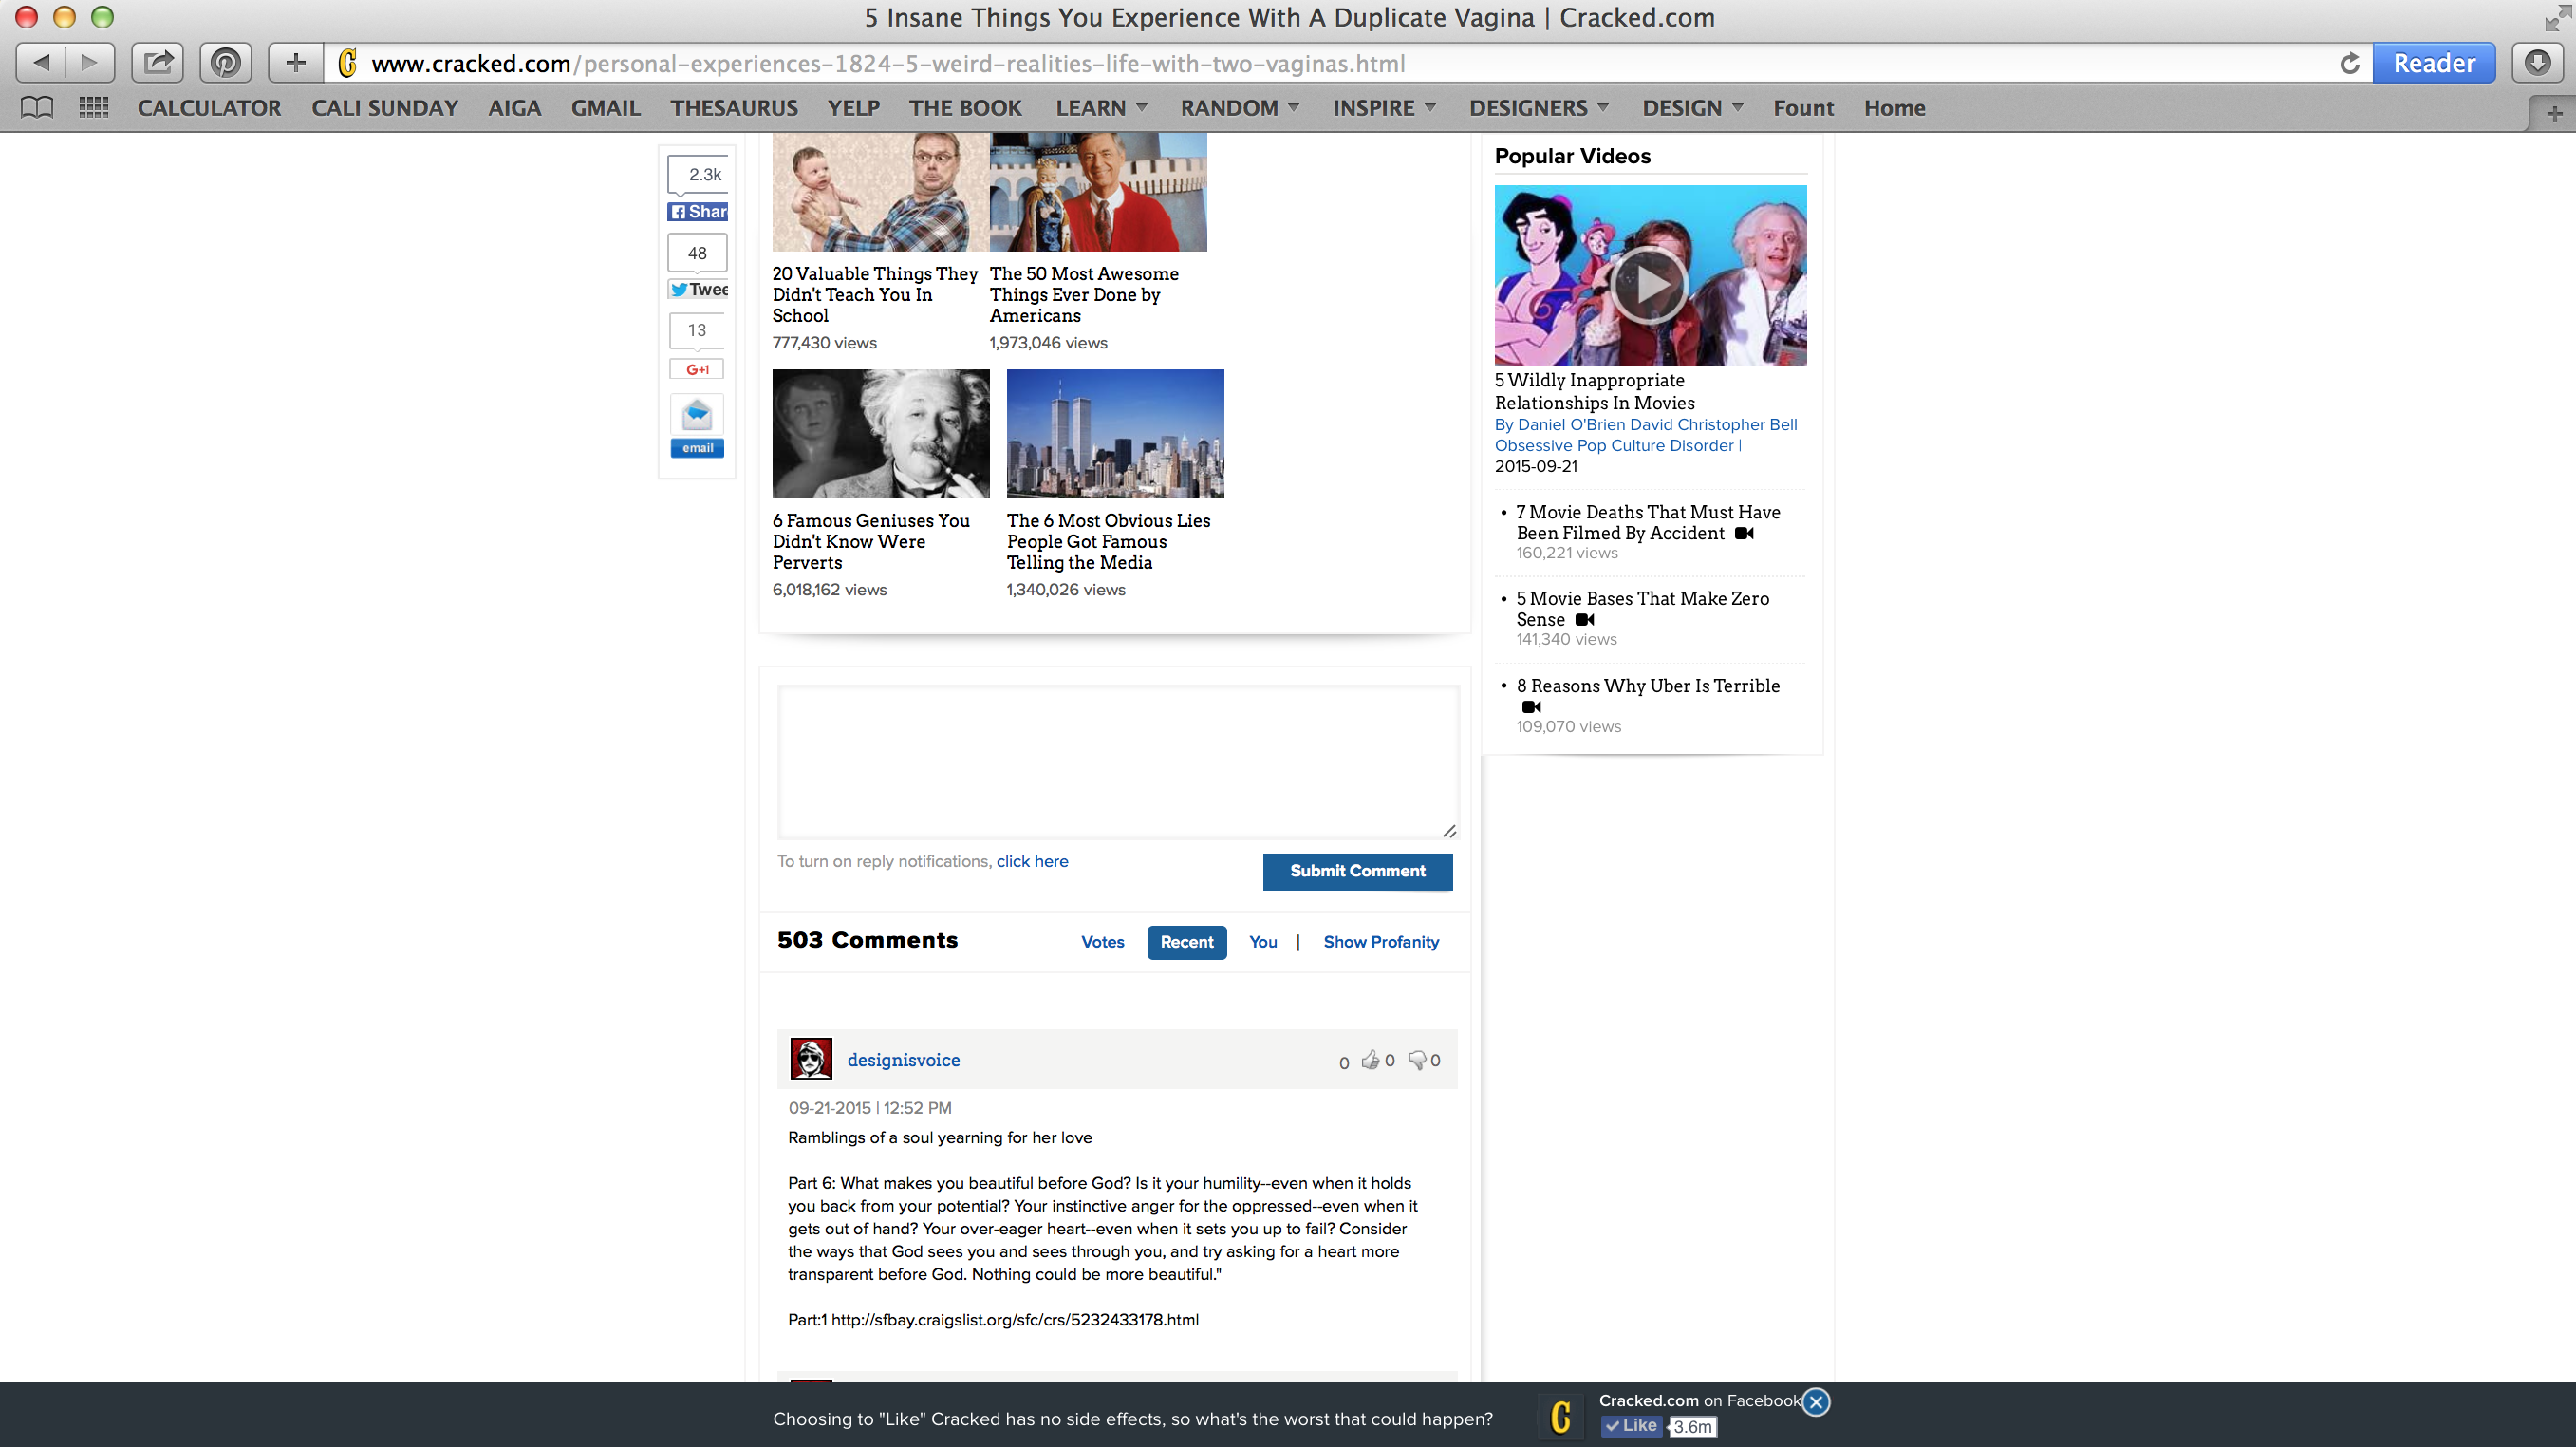 5 Insane Things You Experience With A Duplicate Vagina | Cracked.com
www.cracked.com/personal-experiences-1824-5-weird-realities-life-with-two-vaginas.html
Reader
CALCULATOR CALI SUNDAY AIGA GMAIL THESAURUS YELP THE BOOK LEARN RANDOM INSPIRE DESIGNERS DESIGN Fount Home
2.3k
Shar
48
Twee
13
G+1
email
20 Valuable Things They
Didn't Teach You In
School
777,430 views
The 50 Most Awesome
Things Ever Done by
Americans
1,973,046 views
6 Famous Geniuses You
Didn't Know Were
Perverts
6,018,162 views
The 6 Most Obvious Lies
People Got Famous
Telling the Media
1,340,026 views
Popular Videos
5 Wildly Inappropriate
Relationships In Movies
By Daniel O'Brien David Christopher Bell
Obsessive Pop Culture Disorder |
2015-09-21
• 7 Movie Deaths That Must Have
Been Filmed By Accident
160,221 views
• 5 Movie Bases That Make Zero
Sense
141,340 views
• 8 Reasons Why Uber Is Terrible
109,070 views
To turn on reply notifications, click here
Submit Comment
503 Comments
Votes Recent You | Show Profanity
designisvoice
0 0 0
09-21-2015 | 12:52 PM
Ramblings of a soul yearning for her love
Part 6: What makes you beautiful before God? Is it your humility--even when it holds
you back from your potential? Your instinctive anger for the oppressed--even when it
gets out of hand? Your over-eager heart--even when it sets you up to fail? Consider
the ways that God sees you and sees through you, and try asking for a heart more
transparent before God. Nothing could be more beautiful."
Part:1 http://sfbay.craigslist.org/sfc/crs/5232433178.html
Choosing to "Like" Cracked has no side effects, so what's the worst that could happen?
C
Cracked.com on Facebook
Like 3.6m